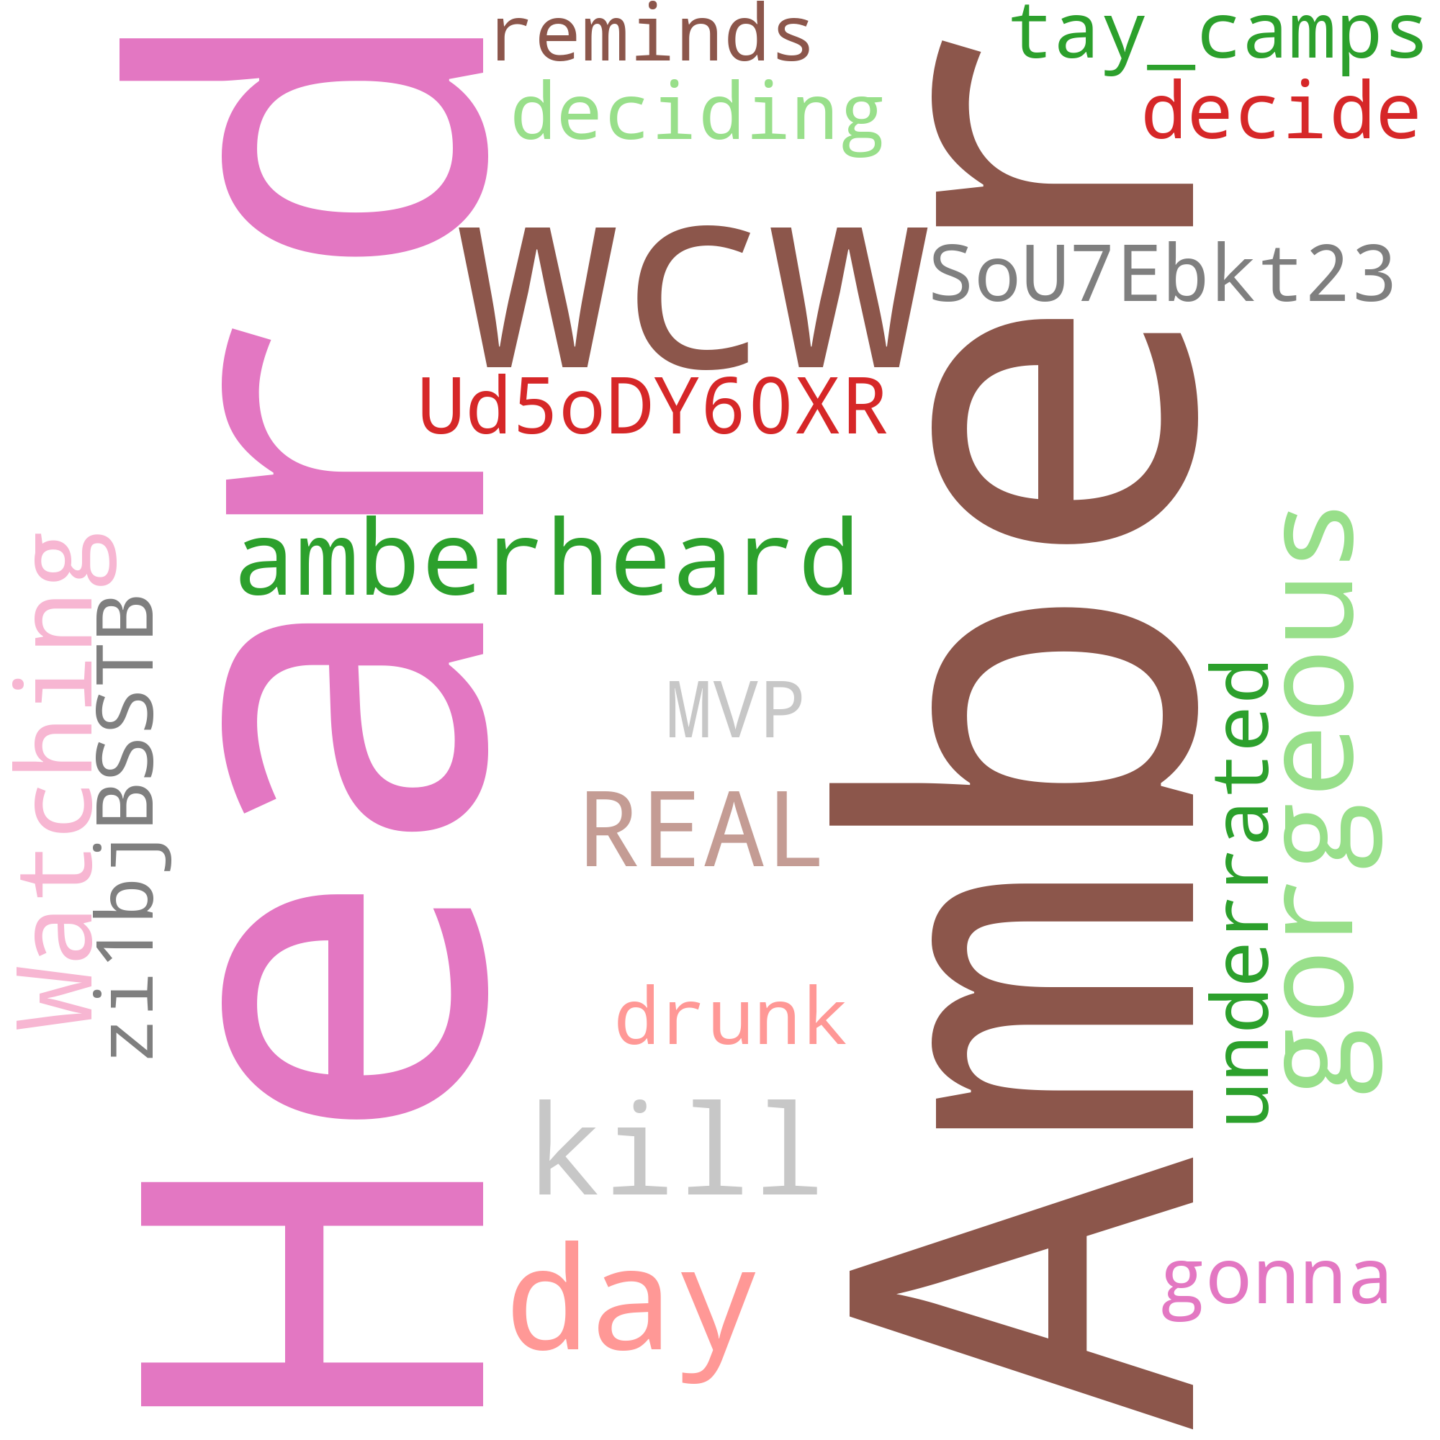 reminds
tay_camps
deciding
decide
wcw
SoU7Ebkt23
Ud5oDY60XR
Heard
Amber
amberheard
Watching
zi1bjBSSTB
MVP
REAL
underrated
gorgeous
drunk
kill
day
gonna